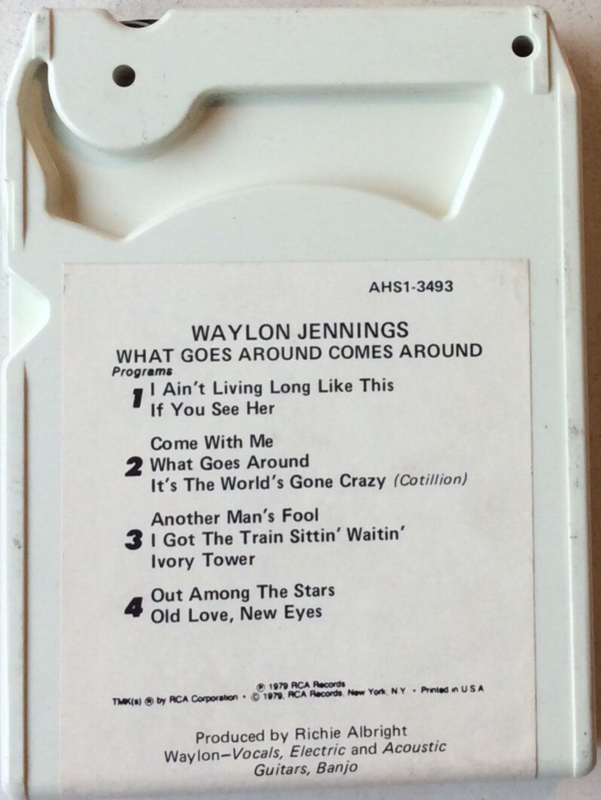 AHS1-3493
WAYLON JENNINGS
WHAT GOES AROUND COMES AROUND
Programs
1 I Ain't Living Long Like This
If You See Her
Come With Me
2 What Goes Around
It's The World's Gone Crazy (Cotillion)
Another Man's Fool
3 I Got The Train Sittin' Waitin'
Ivory Tower
4 Out Among The Stars
Old Love, New Eyes
℗ 1979 RCA Records
TMK(s) ® by RCA Corporation • © 1979, RCA Records, New York, N.Y. • Printed in U S A
Produced by Richie Albright
Waylon—Vocals, Electric and Acoustic
Guitars, Banjo